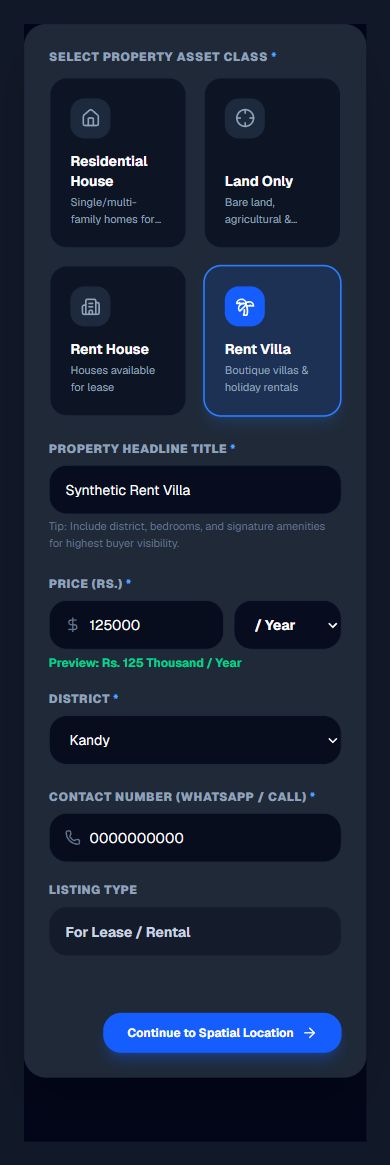 SELECT PROPERTY ASSET CLASS *
Residential
House
Single/multi-
family homes for...
Land Only
Bare land,
agricultural &...
Rent House
Houses available
for lease
Rent Villa
Boutique villas &
holiday rentals
PROPERTY HEADLINE TITLE *
Synthetic Rent Villa
Tip: Include district, bedrooms, and signature amenities
for highest buyer visibility.
PRICE (RS.) *
$ 125000
/ Year
Preview: Rs. 125 Thousand / Year
DISTRICT *
Kandy
CONTACT NUMBER (WHATSAPP / CALL) *
0000000000
LISTING TYPE
For Lease / Rental
Continue to Spatial Location →